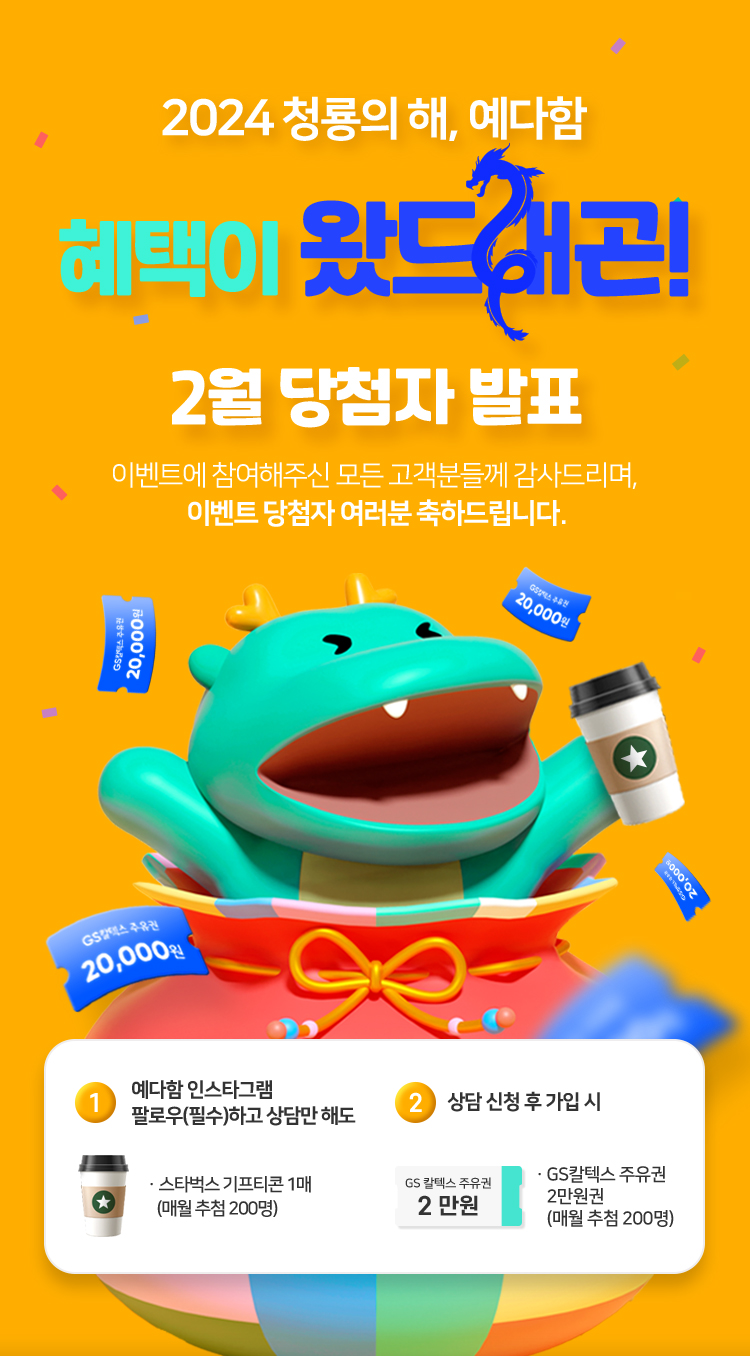 2024 청룡의 해, 예다함
혜택이 왔드래곤!
2월 당첨자 발표
이벤트에 참여해주신 모든 고객분들께 감사드리며,
이벤트 당첨자 여러분 축하드립니다.
GS칼텍스 주유권
20,000원
GS칼텍스 주유권
20,000원
20,000원
GS칼텍스 주유권
20,000원
1
예다함 인스타그램
팔로우(필수)하고 상담만 해도
· 스타벅스 기프티콘 1매
(매월 추첨 200명)
2
상담 신청 후 가입 시
GS 칼텍스 주유권
2 만원
· GS칼텍스 주유권
2만원권
(매월 추첨 200명)